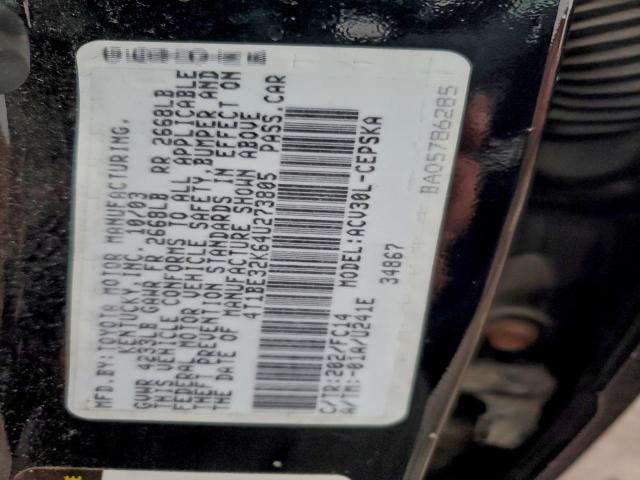 MFD.BY:TOYOTA MOTOR MANUFACTURING,
KENTUCKY, INC. 10/03
GVWR 4233LB GAWR FR 2668LB RR 2668LB
THIS VEHICLE CONFORMS TO ALL APPLICABLE
FEDERAL MOTOR VEHICLE SAFETY, BUMPER AND
THEFT PREVENTION STANDARDS IN EFFECT ON
THE DATE OF MANUFACTURE SHOWN ABOVE
4T1BE32K64U273805 PASS.CAR
C/TR:202/FC14 MODEL:ACV30L-CEPSKA
A/TM:-01A/U241E 34867
BA05786285